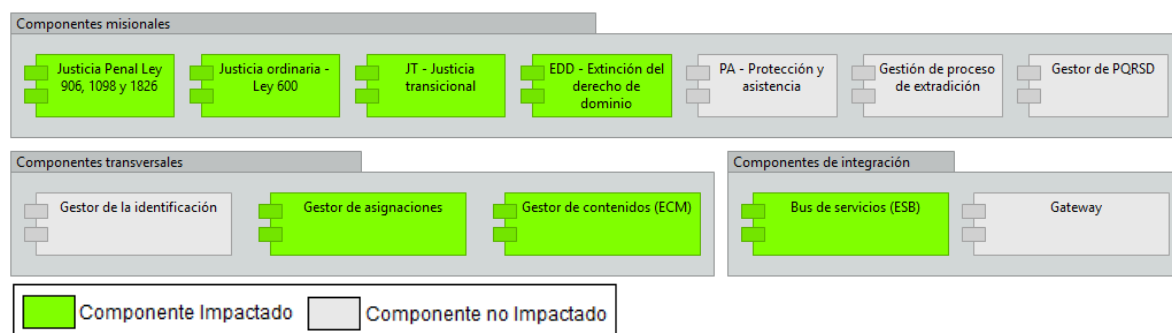 Componentes misionales
Justicia Penal Ley
906, 1098 y 1826
Justicia ordinaria -
Ley 600
JT - Justicia
transicional
EDD - Extinción del
derecho de
dominio
PA - Protección y
asistencia
Gestión de proceso
de extradición
Gestor de PQRSD
Componentes transversales
Gestor de la identificación
Gestor de asignaciones
Gestor de contenidos (ECM)
Componentes de integración
Bus de servicios (ESB)
Gateway
Componente Impactado
Componente no Impactado